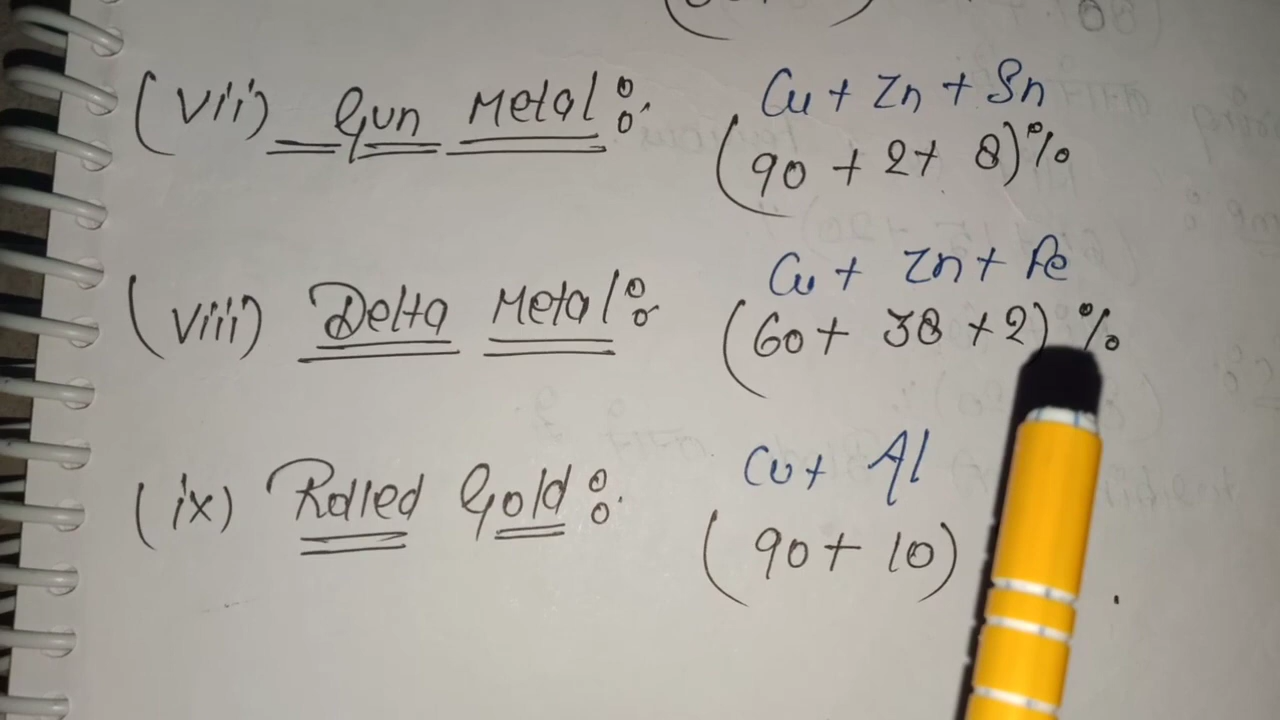 (vii) Gun Metal: Cu + Zn + Sn
(90 + 2 + 8)%
(viii) Delta Metal: Cu + Zn + Fe
(60 + 38 + 2)%
(ix) Rolled Gold: Cu + Al
(90 + 10)